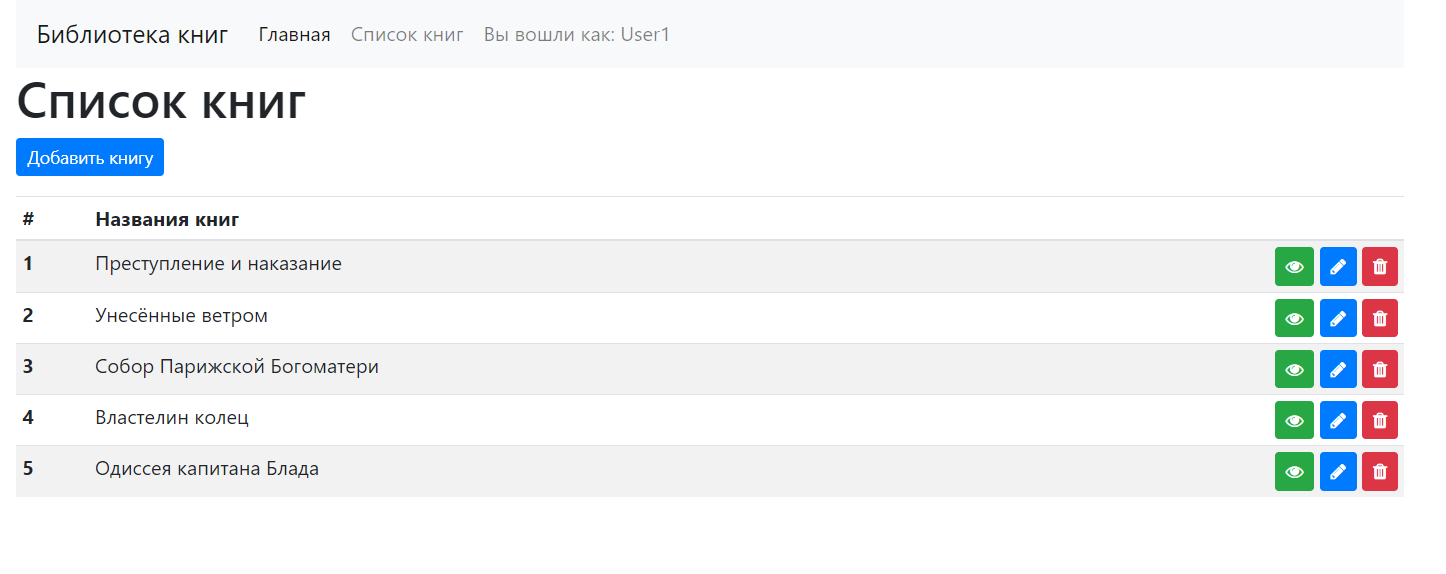 Библиотека книг Главная Список книг Вы вошли как: User1
Список книг
Добавить книгу
# Названия книг
1 Преступление и наказание
2 Унесённые ветром
3 Собор Парижской Богоматери
4 Властелин колец
5 Одиссея капитана Блада